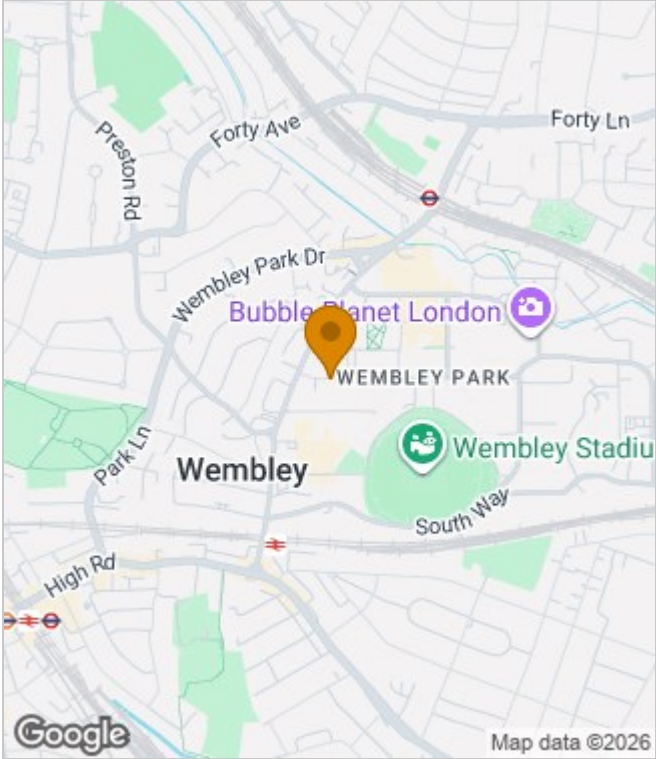 Forty Ln
Forty Ave
Preston Rd
Wembley Park Dr
Bubble Planet London
WEMBLEY PARK
Wembley Stadiu
Park Ln
Wembley
South Way
High Rd
Google
Map data ©2026